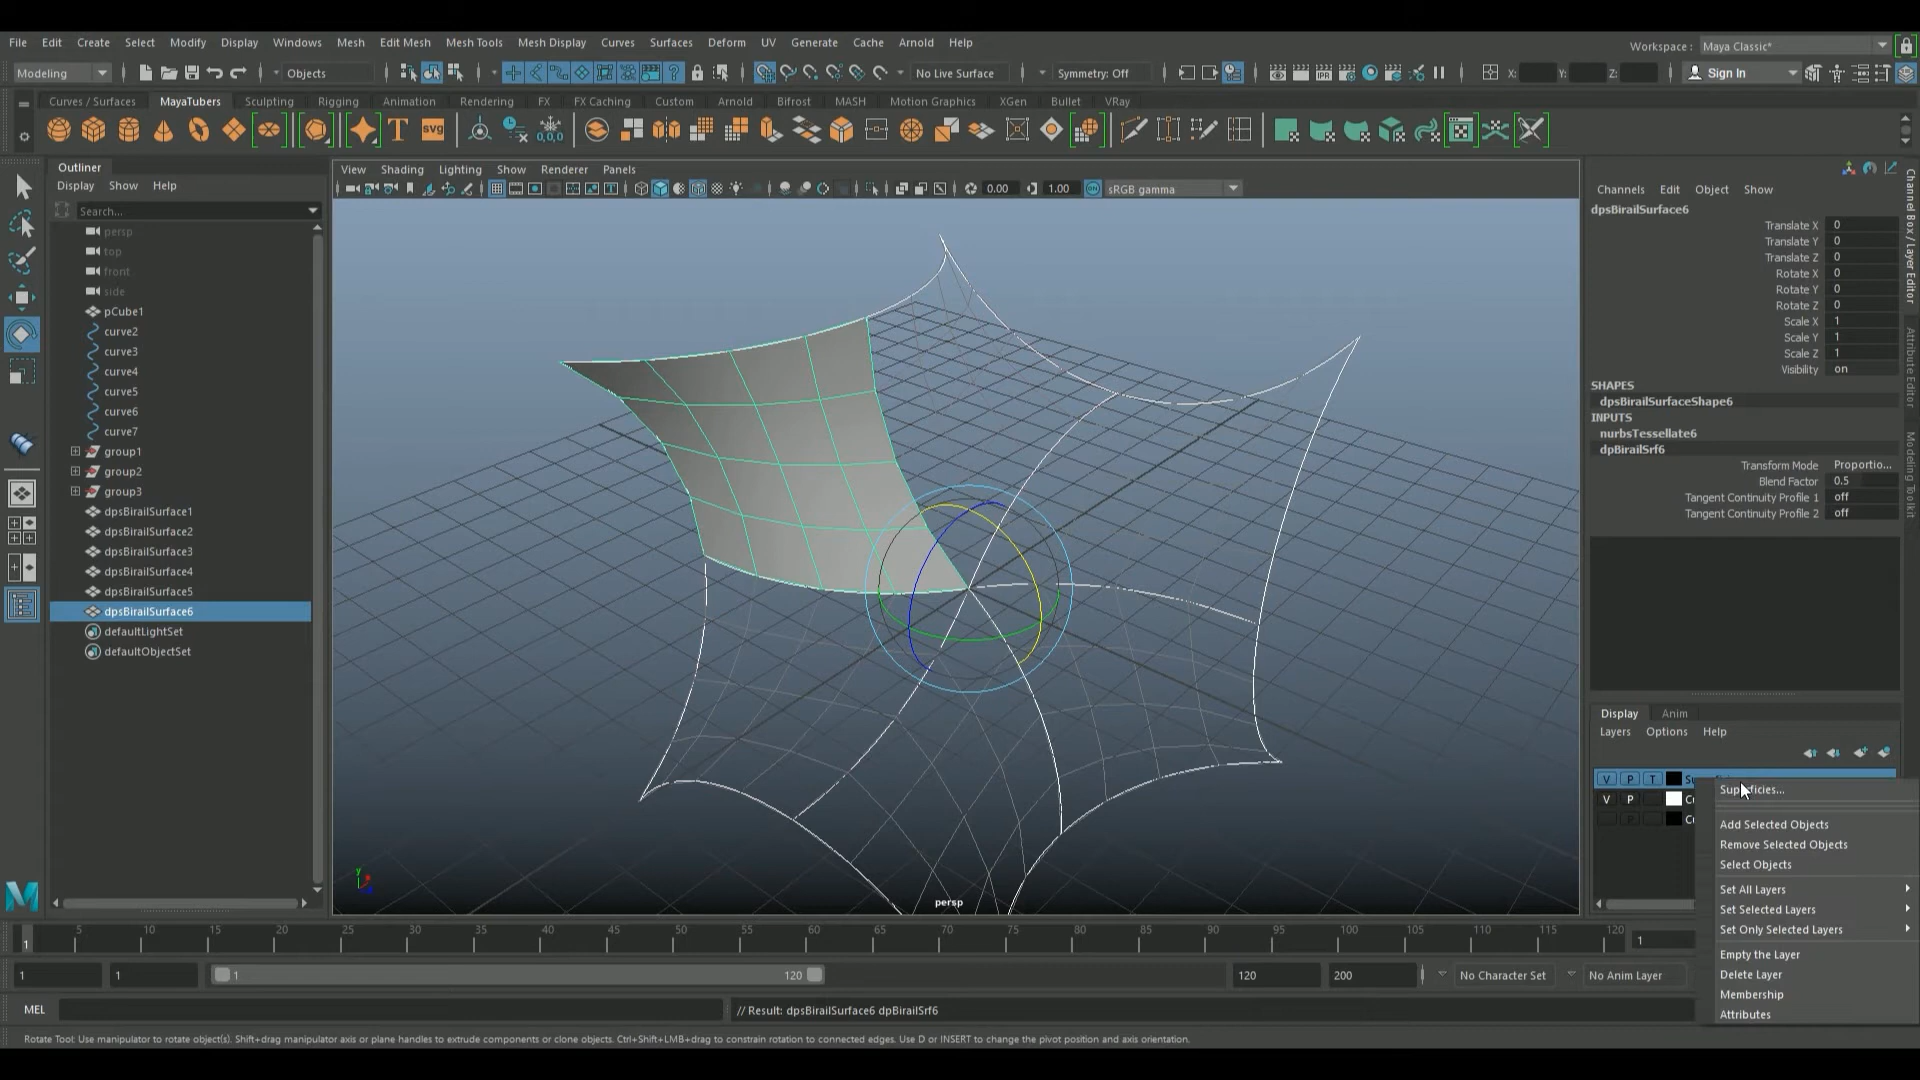 File Edit Create Select Modify Display Windows Mesh Edit Mesh Mesh Tools Mesh Display Curves Surfaces Deform UV Generate Cache Arnold Help
Workspace : Maya Classic*
Modeling Objects No Live Surface Symmetry: Off X: Y: Z: Sign In
Curves / Surfaces MayaTubers Sculpting Rigging Animation Rendering FX FX Caching Custom Arnold Bifrost MASH Motion Graphics XGen Bullet VRay
T SVG 0,0,0
Outliner
Display Show Help
Search...
persp
top
front
side
pCube1
curve2
curve3
curve4
curve5
curve6
curve7
group1
group2
group3
dpsBirailSurface1
dpsBirailSurface2
dpsBirailSurface3
dpsBirailSurface4
dpsBirailSurface5
dpsBirailSurface6
defaultLightSet
defaultObjectSet
View Shading Lighting Show Renderer Panels
0.00 1.00 sRGB gamma
y
persp
Channels Edit Object Show
dpsBirailSurface6
Translate X 0
Translate Y 0
Translate Z 0
Rotate X 0
Rotate Y 0
Rotate Z 0
Scale X 1
Scale Y 1
Scale Z 1
Visibility on
SHAPES
dpsBirailSurfaceShape6
INPUTS
nurbsTessellate6
dpBirailSrf6
Transform Mode Proportio...
Blend Factor 0.5
Tangent Continuity Profile 1 off
Tangent Continuity Profile 2 off
Channel Box / Layer Editor
Attribute Editor
Modeling Toolkit
Display Anim
Layers Options Help
V P T
V P
P
Add Selected Objects
Remove Selected Objects
Select Objects
Set All Layers
Set Selected Layers
Set Only Selected Layers
Empty the Layer
Delete Layer
Membership
Attributes
5 10 15 20 25 30 35 40 45 50 55 60 65 70 75 80 85 90 95 100 105 110 115 120
1 1
1 1 1 120 120 200 No Character Set No Anim Layer
MEL // Result: dpsBirailSurface6 dpBirailSrf6
Rotate Tool: Use manipulator to rotate object(s). Shift+drag manipulator axis or plane handles to extrude components or clone objects. Ctrl+Shift+LMB+drag to constrain rotation to connected edges. Use D or INSERT to change the pivot position and axis orientation.